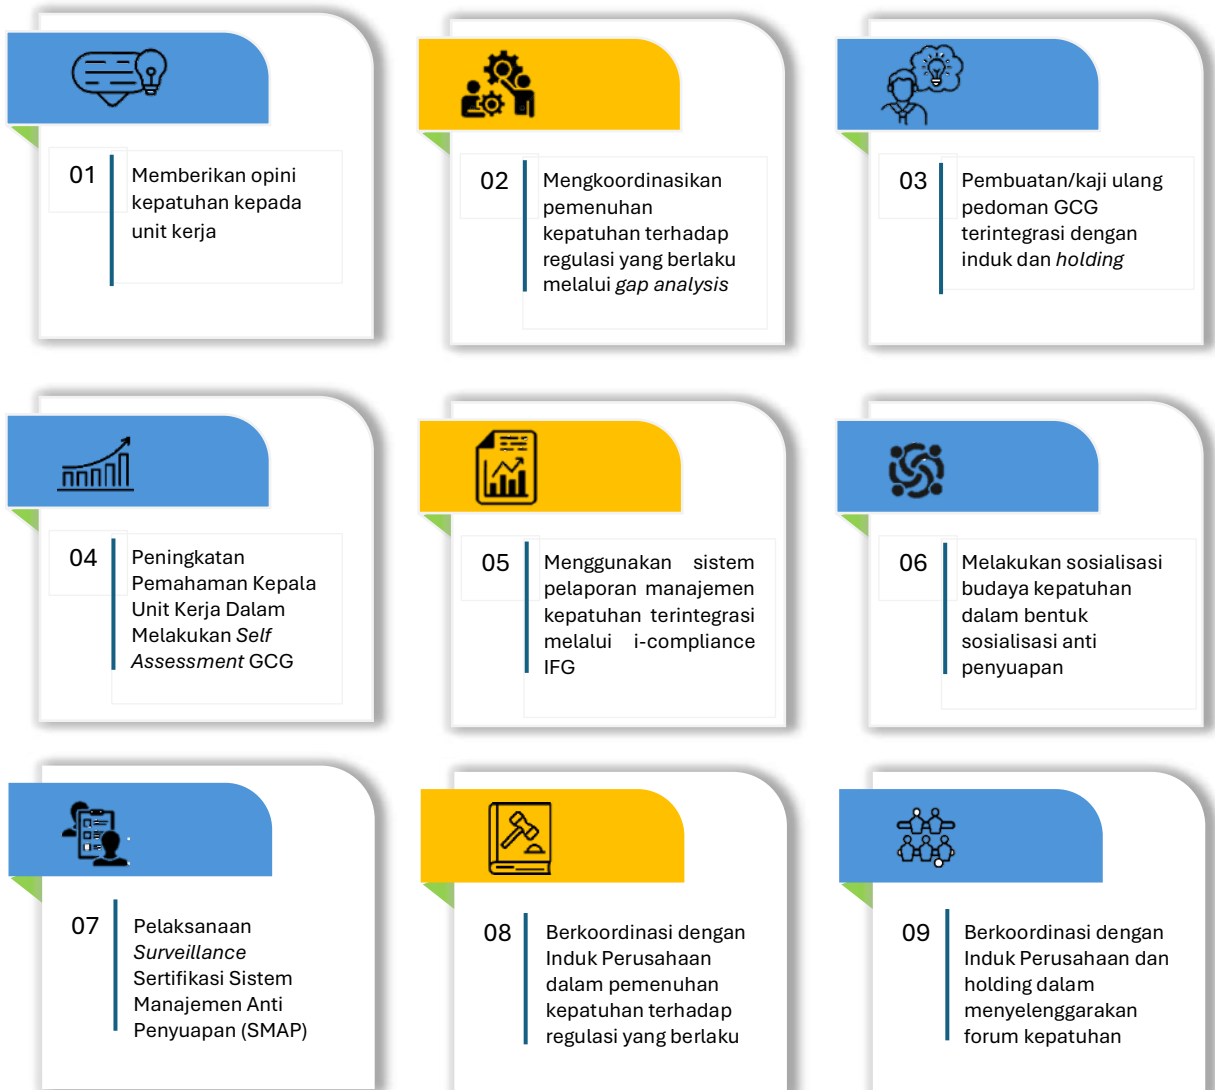 01
Memberikan opini
kepatuhan kepada
unit kerja
02
Mengkoordinasikan
pemenuhan
kepatuhan terhadap
regulasi yang berlaku
melalui gap analysis
03
Pembuatan/kaji ulang
pedoman GCG
terintegrasi dengan
induk dan holding
04
Peningkatan
Pemahaman Kepala
Unit Kerja Dalam
Melakukan Self
Assessment GCG
05
Menggunakan sistem
pelaporan manajemen
kepatuhan terintegrasi
melalui i-compliance
IFG
06
Melakukan sosialisasi
budaya kepatuhan
dalam bentuk
sosialisasi anti
penyuapan
07
Pelaksanaan
Surveillance
Sertifikasi Sistem
Manajemen Anti
Penyuapan (SMAP)
08
Berkoordinasi dengan
Induk Perusahaan
dalam pemenuhan
kepatuhan terhadap
regulasi yang berlaku
09
Berkoordinasi dengan
Induk Perusahaan dan
holding dalam
menyelenggarakan
forum kepatuhan